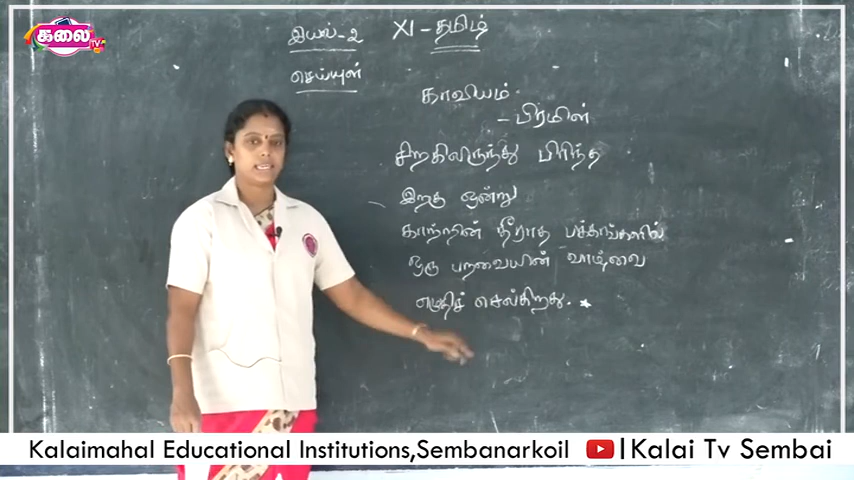 கலை TV
இயல்-2 XI - தமிழ்
செய்யுள்
காவியம்
- பிரமிள்
சிறகிலிருந்து பிரிந்த
இறகு ஒன்று
காற்றின் தீராத பக்கங்களில்
ஒரு பறவையின் வாழ்வை
எழுதிச் செல்கிறது.
Kalaimahal Educational Institutions,Sembanarkoil |Kalai Tv Sembai